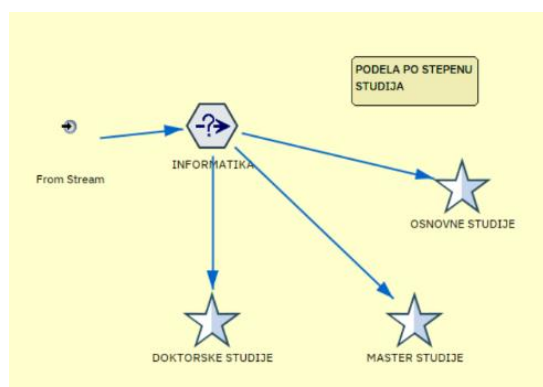 PODELA PO STEPENU
STUDIJA
INFORMATIKA
From Stream
OSNOVNE STUDIJE
DOKTORSKE STUDIJE
MASTER STUDIJE